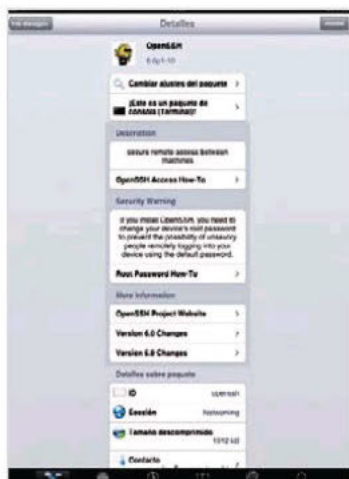 Detalles
OpenSSH
6.0p1-10
Cambiar ajustes del paquete
¡Este es un paquete de
consola (Terminal)!
Description
secure remote access between
machines
OpenSSH Access How-To
Security Warning
If you install OpenSSH, you need to
change your device's root password
to prevent the possibility of unsavory
people remotely logging into your
device using the default password.
Root Password How-To
More Information
OpenSSH Project Website
Version 6.0 Changes
Version 5.9 Changes
Detalles sobre paquete
ID
openssh
Sección
Networking
Tamaño descomprimido
Contacto